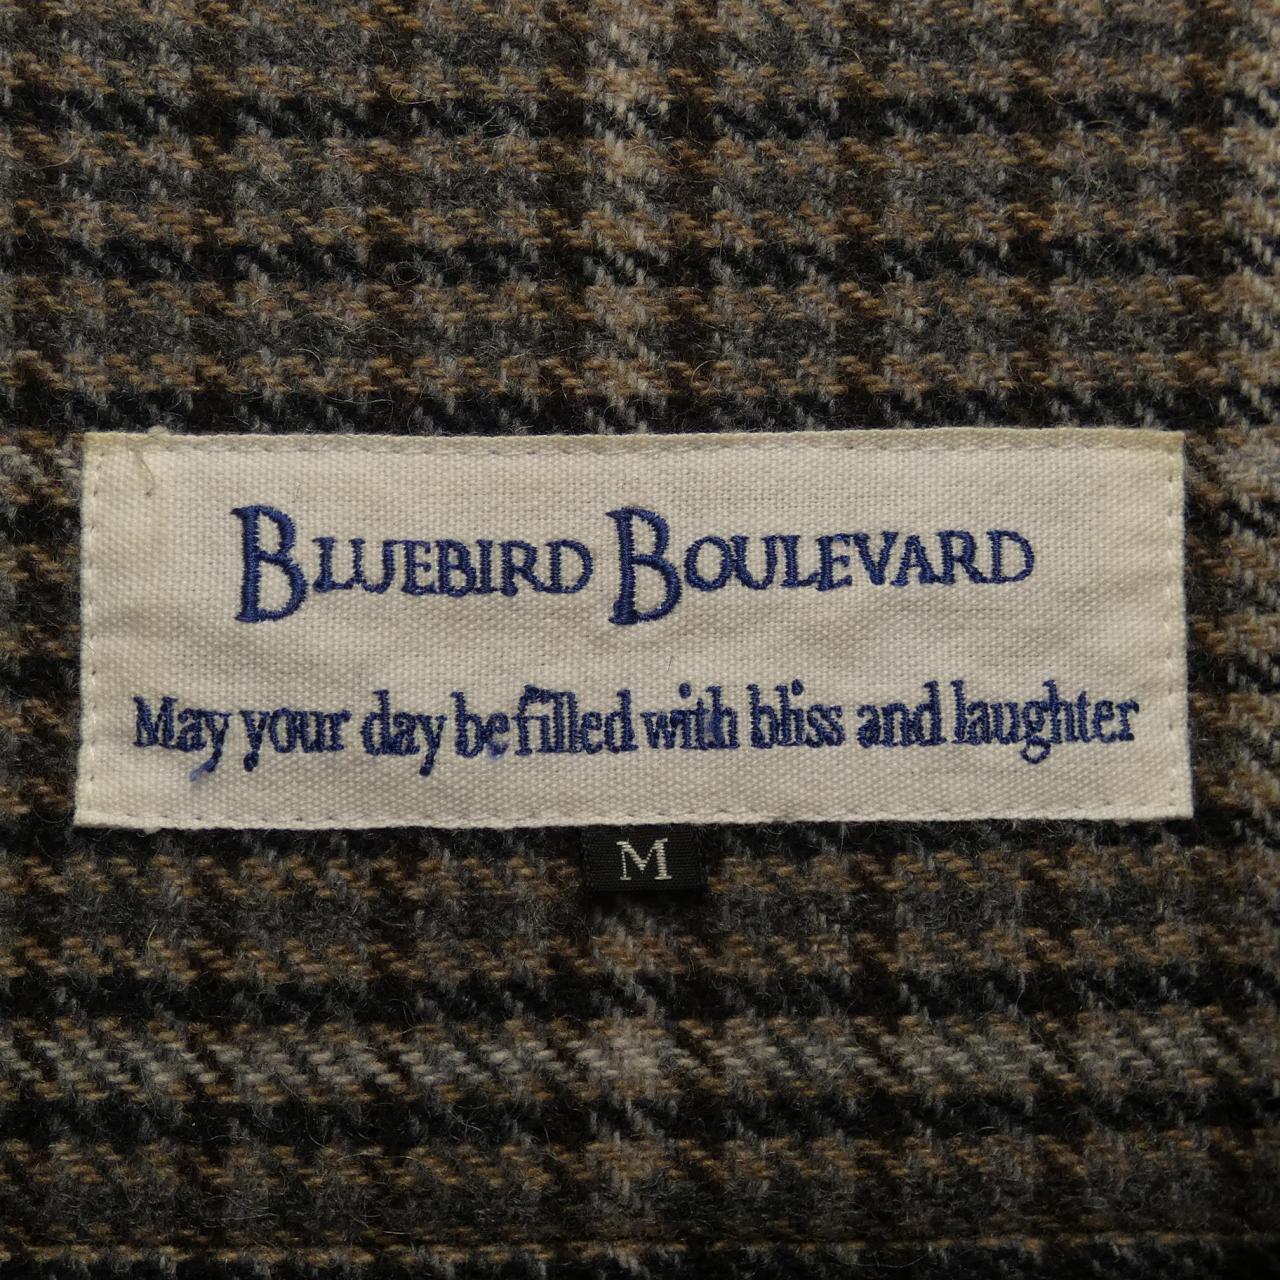 BLUEBIRD BOULEVARD
May your day be filled with bliss and laughter
M